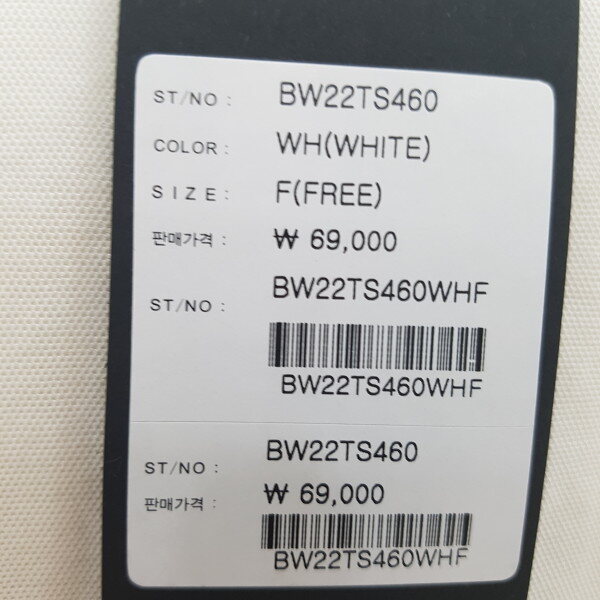 ST/NO : BW22TS460
COLOR : WH(WHITE)
SIZE : F(FREE)
판매가격 : ₩ 69,000
ST/NO : BW22TS460WHF
BW22TS460WHF
ST/NO : BW22TS460
판매가격 : ₩ 69,000
BW22TS460WHF